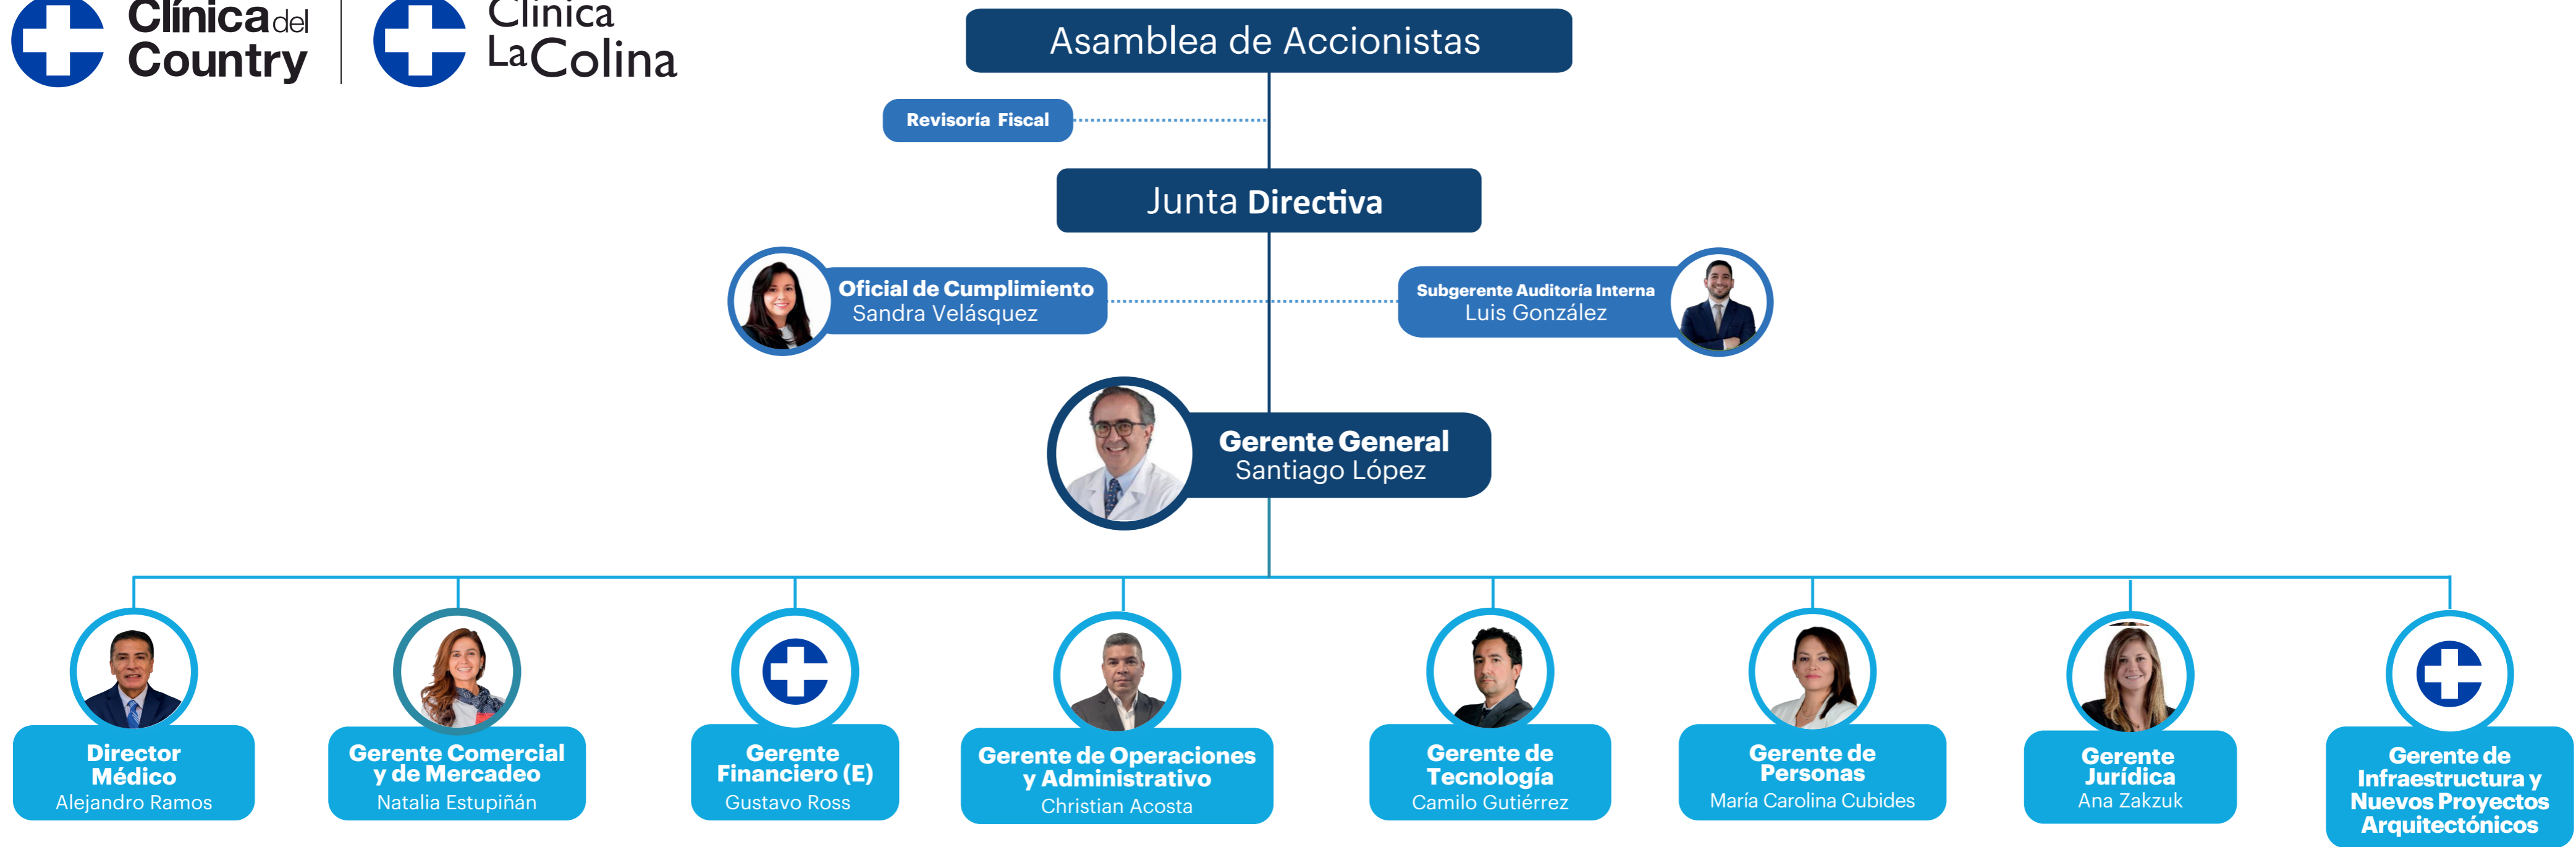 Clínica del
Country
Clínica
La Colina
Asamblea de Accionistas
Revisoría Fiscal
Junta Directiva
Oficial de Cumplimiento
Sandra Velásquez
Subgerente Auditoría Interna
Luis González
Gerente General
Santiago López
Director
Médico
Alejandro Ramos
Gerente Comercial
y de Mercadeo
Natalia Estupiñán
Gerente
Financiero (E)
Gustavo Ross
Gerente de Operaciones
y Administrativo
Christian Acosta
Gerente de
Tecnología
Camilo Gutiérrez
Gerente de
Personas
María Carolina Cubides
Gerente
Jurídica
Ana Zakzuk
Gerente de
Infraestructura y
Nuevos Proyectos
Arquitectónicos